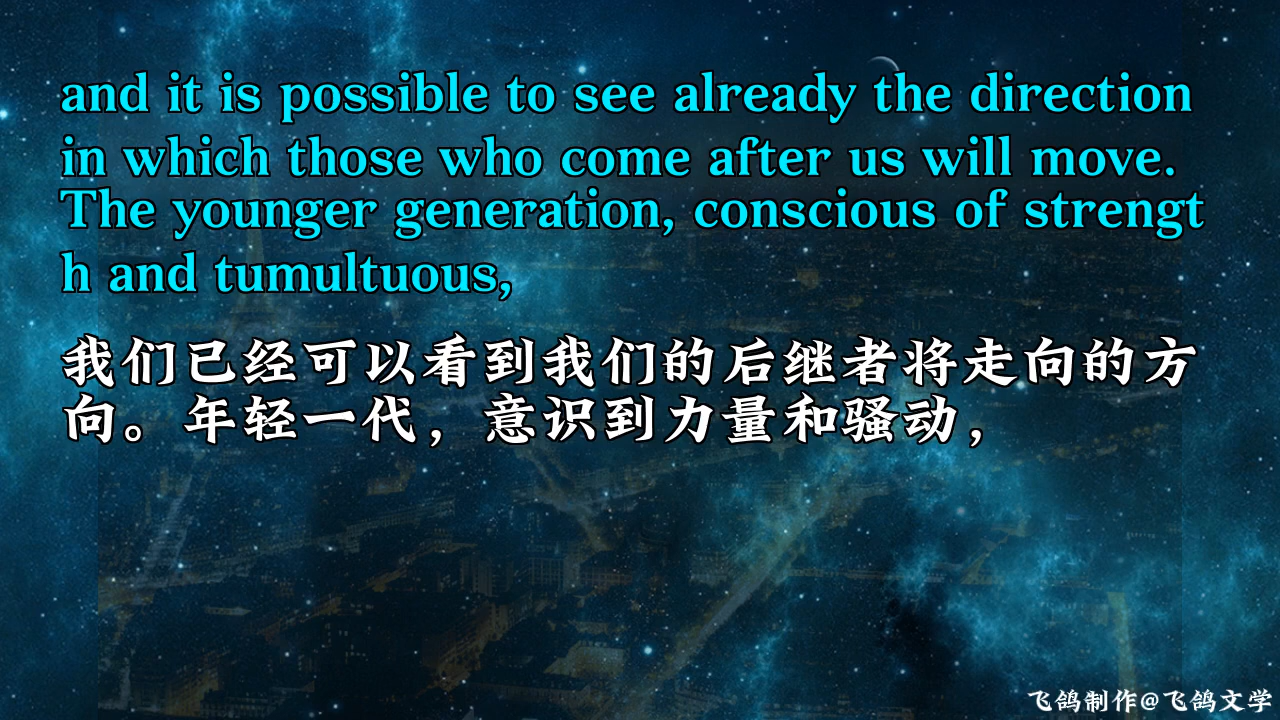 and it is possible to see already the direction
in which those who come after us will move.
The younger generation, conscious of strengt
h and tumultuous,
我们已经可以看到我们的后继者将走向的方
向。年轻一代，意识到力量和骚动，
飞鸽制作@飞鸽文学